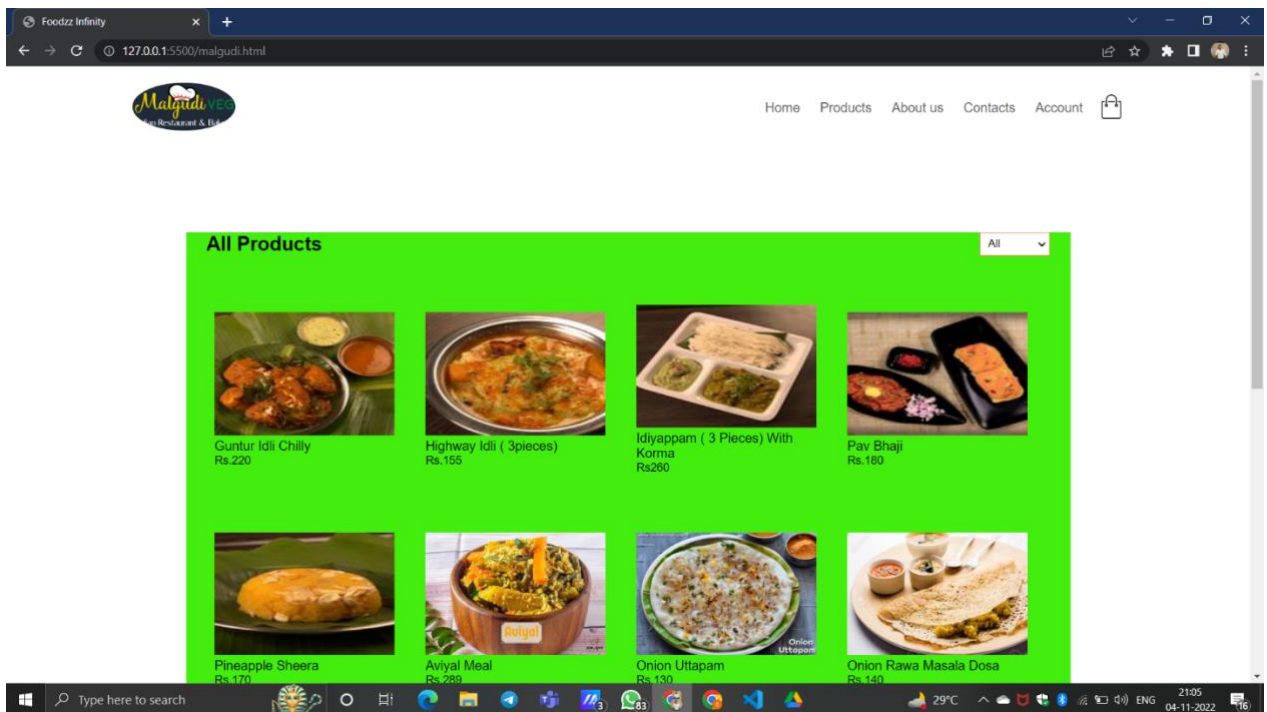 Foodzz Infinity
127.0.0.1:5500/malgudi.html
Malgudi VEG
Restaurant &
Home Products About us Contacts Account
All Products
All
Guntur Idli Chilly
Rs.220
Highway Idli ( 3pieces)
Rs.155
Idiyappam ( 3 Pieces) With
Korma
Rs260
Pav Bhaji
Rs.180
Aviyal
Onion
Uttapam
Pineapple Sheera
Rs.170
Aviyal Meal
Rs.289
Onion Uttapam
Rs.130
Onion Rawa Masala Dosa
Rs.140
Type here to search
3
83
29°C
ENG
21:05
04-11-2022
16